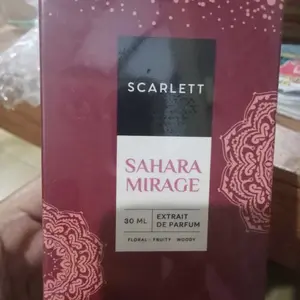 SCARLETT
SAHARA
MIRAGE
30 ML
EXTRAIT
DE PARFUM
FLORAL . FRUITY . WOODY